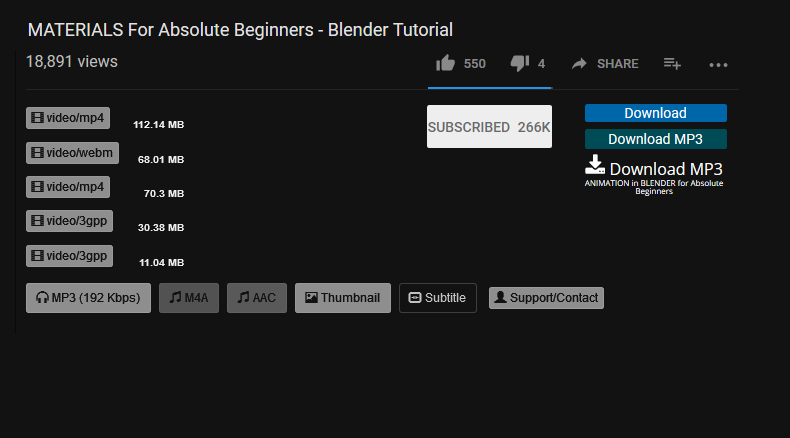 MATERIALS For Absolute Beginners - Blender Tutorial
18,891 views
550
4
SHARE
video/mp4
112.14 MB
video/webm
68.01 MB
video/mp4
70.3 MB
video/3gpp
30.38 MB
video/3gpp
11.04 MB
SUBSCRIBED 266K
Download
Download MP3
Download MP3
ANIMATION in BLENDER for Absolute
Beginners
MP3 (192 Kbps)
M4A
AAC
Thumbnail
Subtitle
Support/Contact